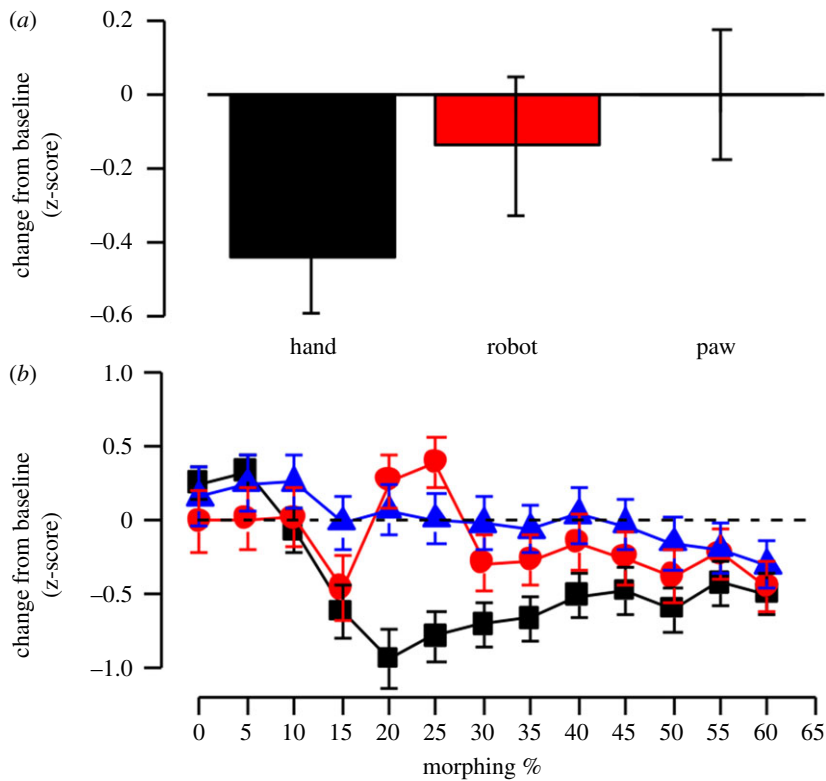 (a)
0.2
0
–0.2
–0.4
–0.6
change from baseline
(z-score)
hand robot paw
(b)
1.0
0.5
0
–0.5
–1.0
change from baseline
(z-score)
0 5 10 15 20 25 30 35 40 45 50 55 60 65
morphing %